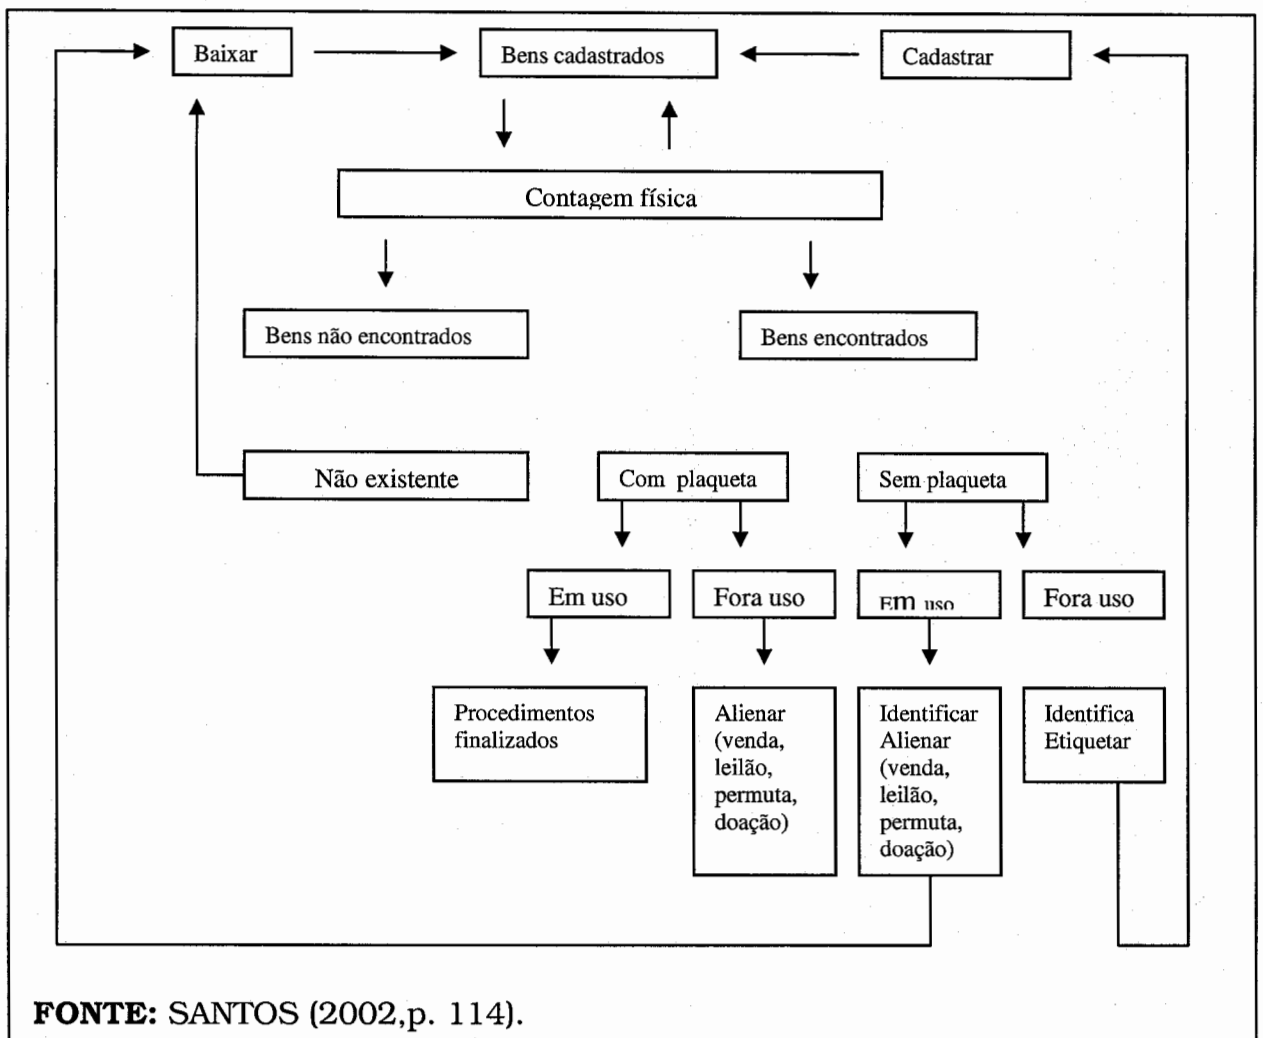 Baixar
Bens cadastrados
Cadastrar
Contagem física
Bens não encontrados
Bens encontrados
Não existente
Com plaqueta
Sem plaqueta
Em uso
Fora uso
Em uso
Fora uso
Procedimentos
finalizados
Alienar
(venda,
leilão,
permuta,
doação)
Identificar
Alienar
(venda,
leilão,
permuta,
doação)
Identifica
Etiquetar
FONTE: SANTOS (2002,p. 114).